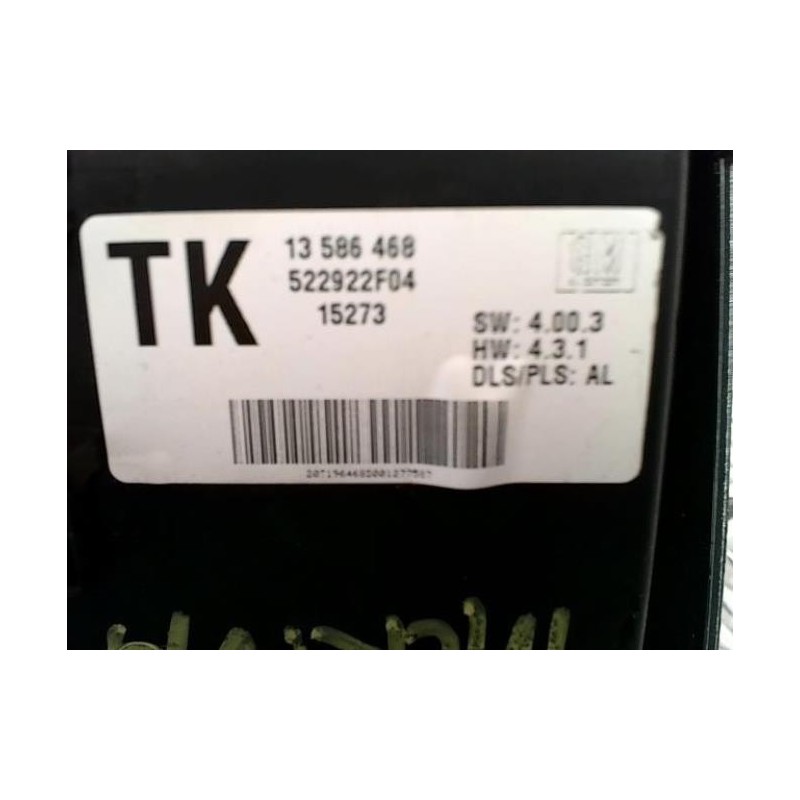 TK
13 586 468
522922F04
15273
SW: 4.00.3
HW: 4.3.1
DLS/PLS: AL